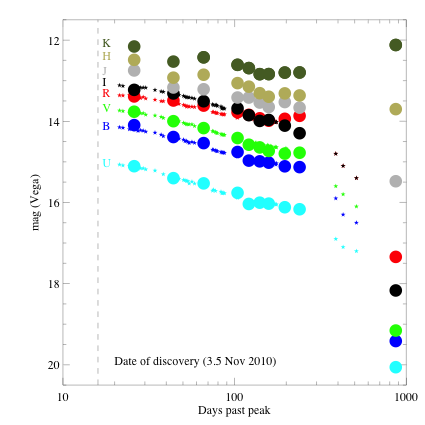 12
14
16
18
20
mag (Vega)
K
H
J
I
R
V
B
U
Date of discovery (3.5 Nov 2010)
10
100
1000
Days past peak